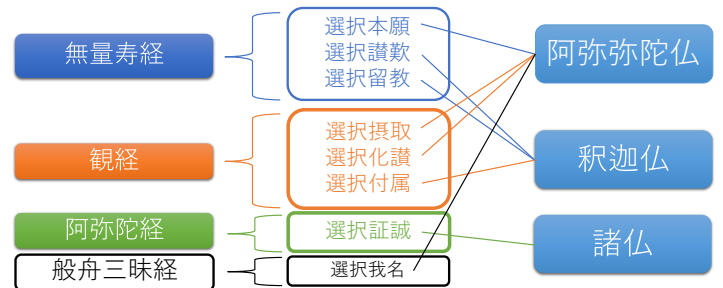 無量寿経
選択本願
選択讃歎
選択留教
観経
選択摂取
選択化讃
選択付属
阿弥陀経
選択証誠
般舟三昧経
選択我名
阿弥弥陀仏
釈迦仏
諸仏